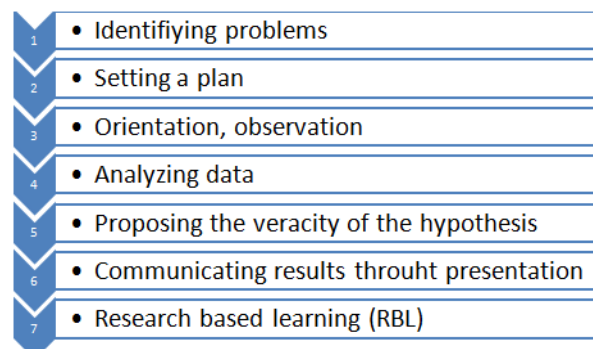 1 • Identifiying problems
2 • Setting a plan
3 • Orientation, observation
4 • Analyzing data
5 • Proposing the veracity of the hypothesis
6 • Communicating results throuht presentation
7 • Research based learning (RBL)